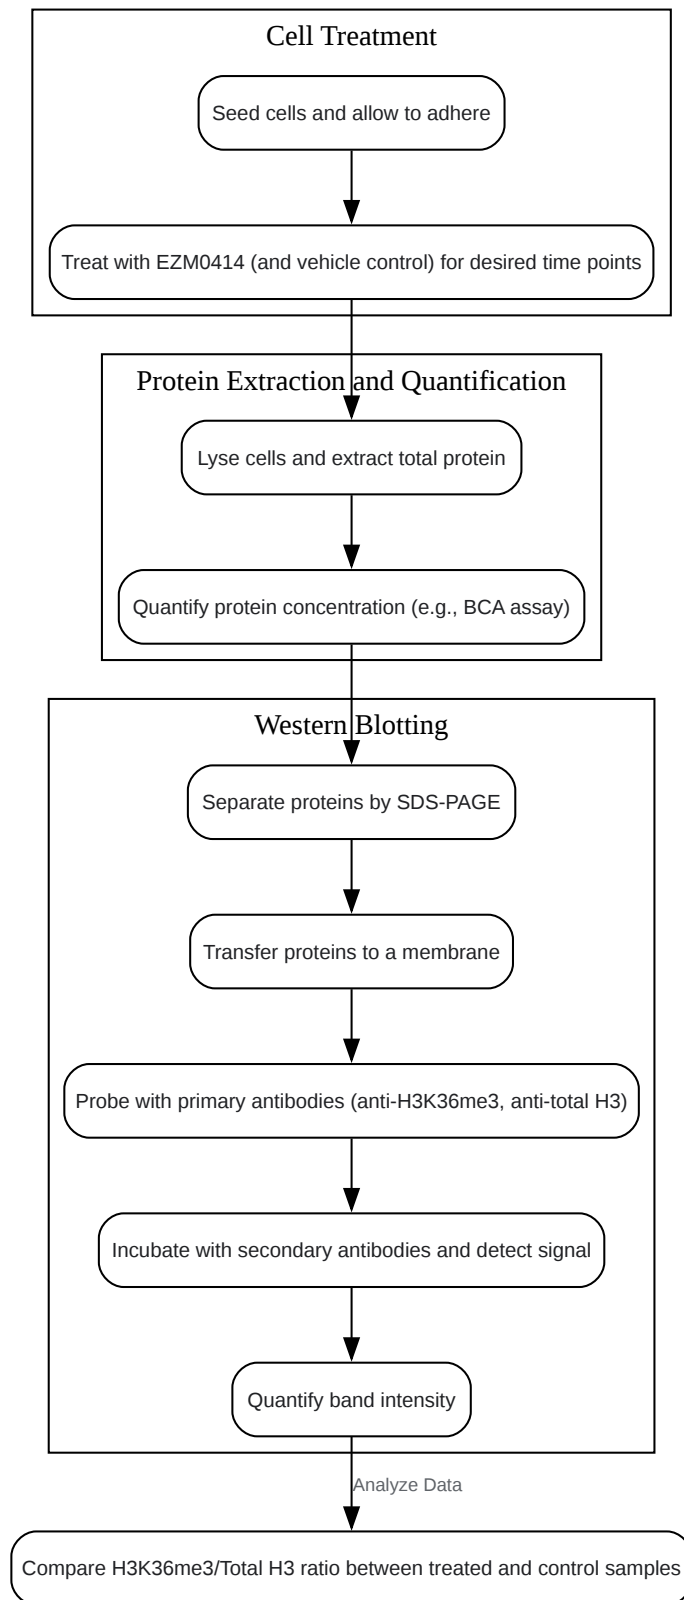 Cell Treatment
Seed cells and allow to adhere
Treat with EZM0414 (and vehicle control) for desired time points
Protein Extraction and Quantification
Lyse cells and extract total protein
Quantify protein concentration (e.g., BCA assay)
Western Blotting
Separate proteins by SDS-PAGE
Transfer proteins to a membrane
Probe with primary antibodies (anti-H3K36me3, anti-total H3)
Incubate with secondary antibodies and detect signal
Quantify band intensity
Analyze Data
Compare H3K36me3/Total H3 ratio between treated and control samples